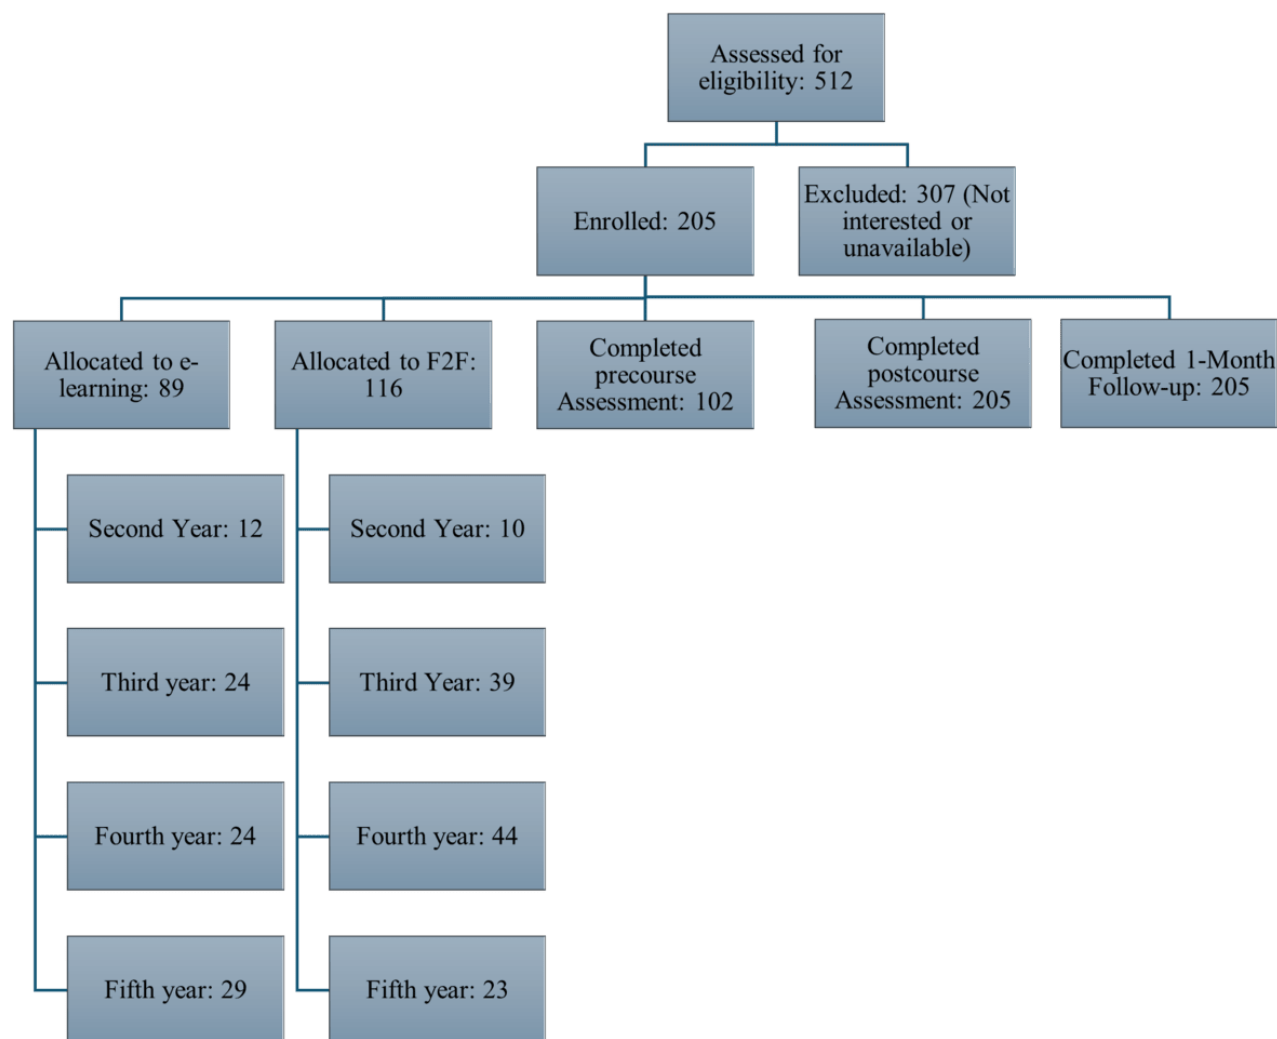 Assessed for
eligibility: 512
Enrolled: 205
Excluded: 307 (Not
interested or
unavailable)
Allocated to e-
learning: 89
Allocated to F2F:
116
Completed
precourse
Assessment: 102
Completed
postcourse
Assessment: 205
Completed 1-Month
Follow-up: 205
Second Year: 12
Second Year: 10
Third year: 24
Third Year: 39
Fourth year: 24
Fourth year: 44
Fifth year: 29
Fifth year: 23